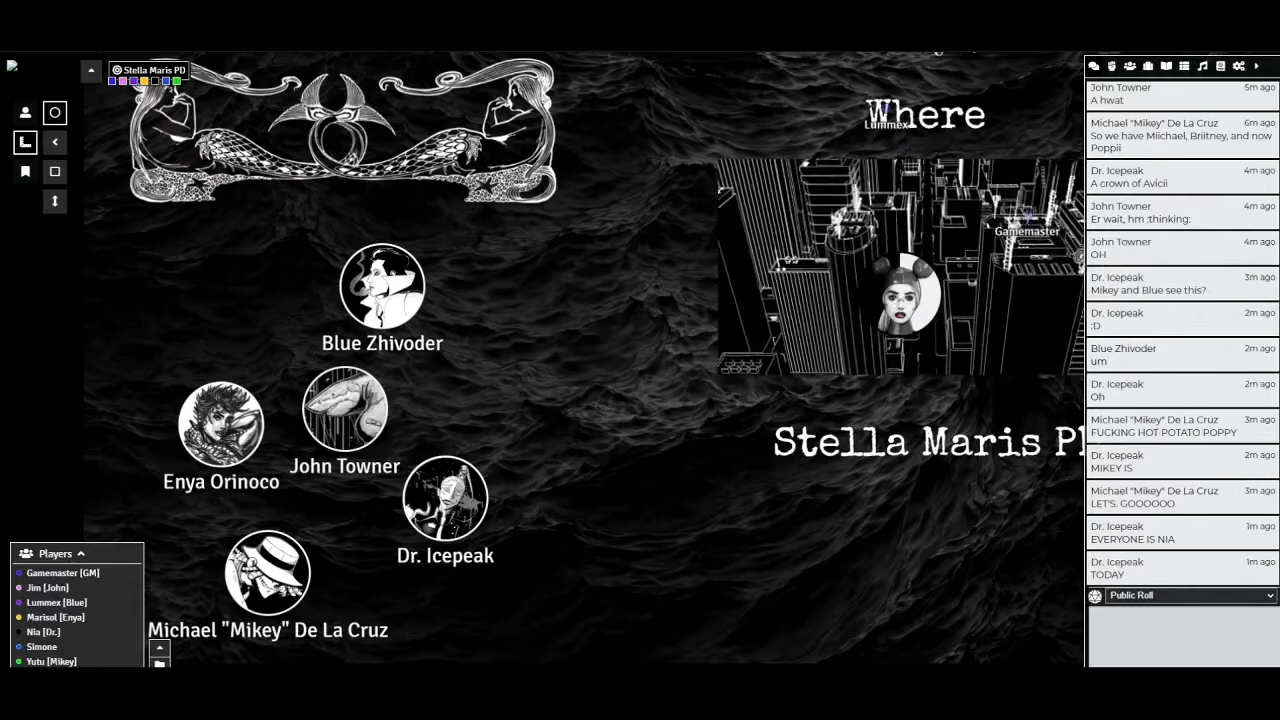 Stella Maris PD
Where
Lummex
Gamemaster
Blue Zhivoder
John Towner
Enya Orinoco
Dr. Icepeak
Michael "Mikey" De La Cruz
Stella Maris P
Players
Gamemaster [GM]
Jim [John]
Lummex [Blue]
Marisol [Enya]
Nia [Dr.]
Simone
Yutu [Mikey]
John Towner 5m ago
A hwat
Michael "Mikey" De La Cruz 6m ago
So we have Miichael, Briitney, and now
Poppii
Dr. Icepeak 4m ago
A crown of Avicii
John Towner 4m ago
Er wait, hm :thinking:
John Towner 4m ago
OH
Dr. Icepeak 3m ago
Mikey and Blue see this?
Dr. Icepeak 2m ago
:D
Blue Zhivoder 2m ago
um
Dr. Icepeak 2m ago
Oh
Michael "Mikey" De La Cruz 3m ago
FUCKING HOT POTATO POPPY
Dr. Icepeak 2m ago
MIKEY IS
Michael "Mikey" De La Cruz 3m ago
LET'S. GOOOOOO
Dr. Icepeak 1m ago
EVERYONE IS NIA
Dr. Icepeak 1m ago
TODAY
Public Roll